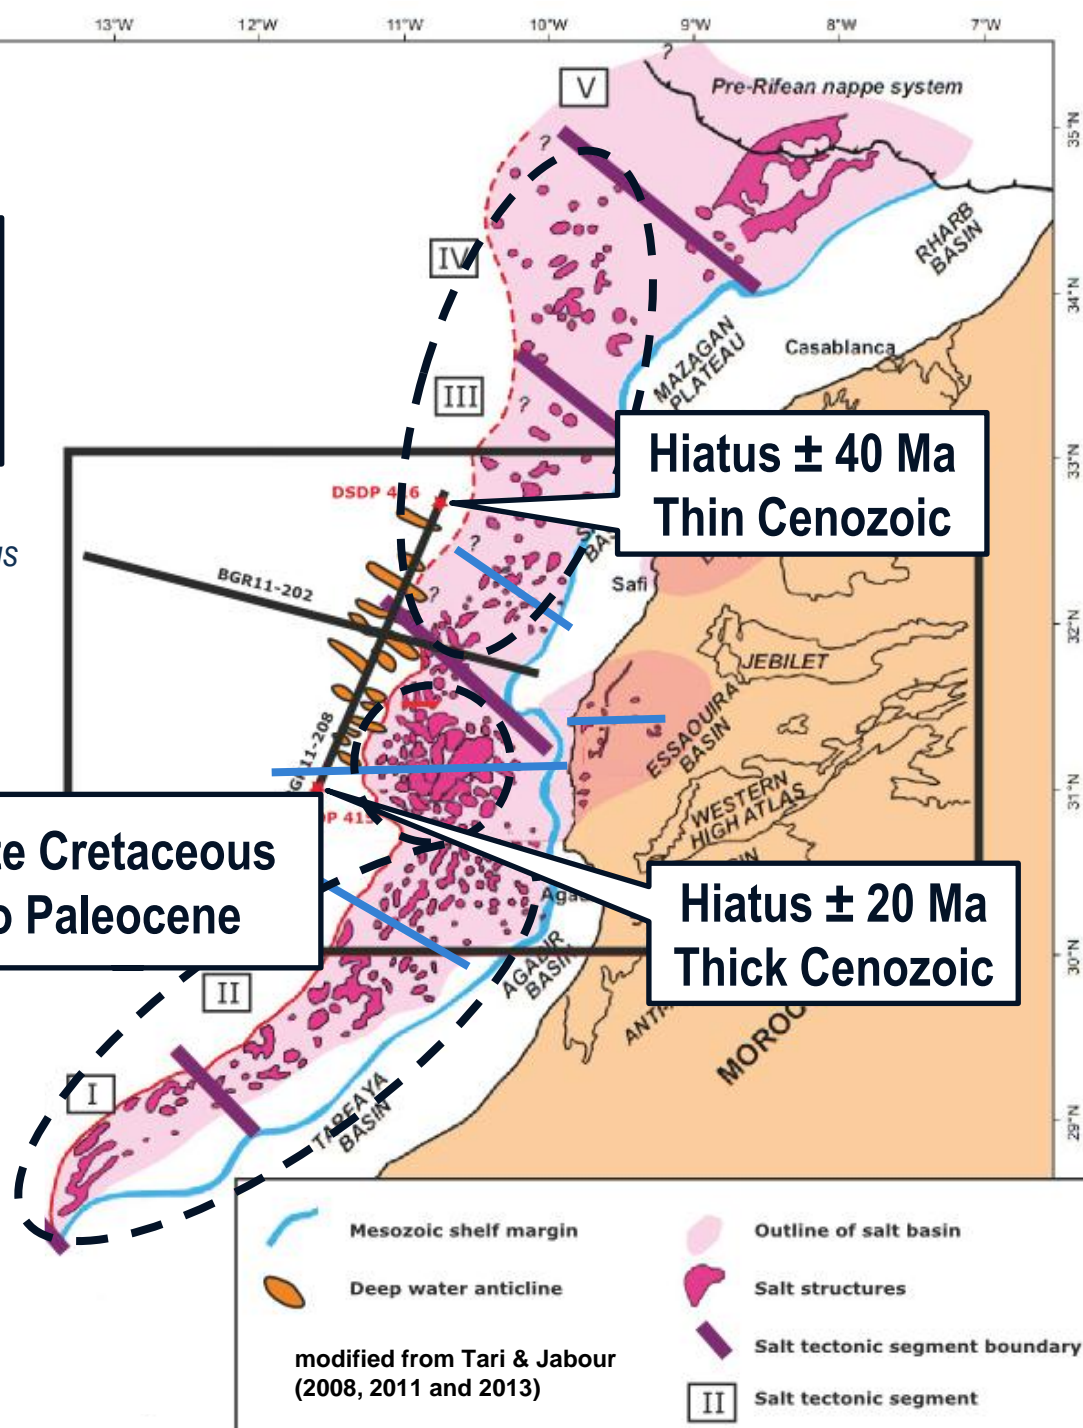 13°W 12°W 11°W 10°W 9°W 8°W 7°W
?
V
Pre-Rifean nappe system
35°N
?
RHARB
BASIN
IV
34°N
MAZAGAN
PLATEAU
Casablanca
III
?
33°N
Hiatus ± 40 Ma
Thin Cenozoic
DSDP 416
us
?
BGR11-202
Safi
?
32°N
JEBILET
ESSAOUIRA
BASIN
31°N
WESTERN
HIGH ATLAS
te Cretaceous
o Paleocene
Hiatus ± 20 Ma
Thick Cenozoic
AGADIR
BASIN
30°N
II
MOROC
I
TARFAYA
BASIN
29°N
Mesozoic shelf margin
Outline of salt basin
Deep water anticline
Salt structures
Salt tectonic segment boundary
modified from Tari & Jabour
(2008, 2011 and 2013)
II
Salt tectonic segment